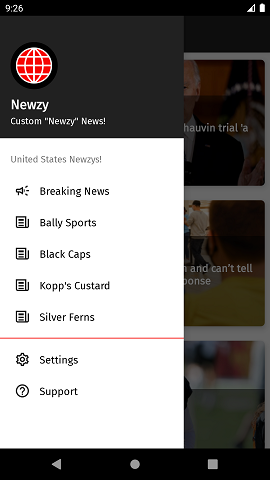 9:26
Newzy
Custom "Newzy" News!
hauvin trial 'a
United States Newzys!
Breaking News
Bally Sports
Black Caps
n and can't tell
ponse
Kopp's Custard
Silver Ferns
Settings
Support